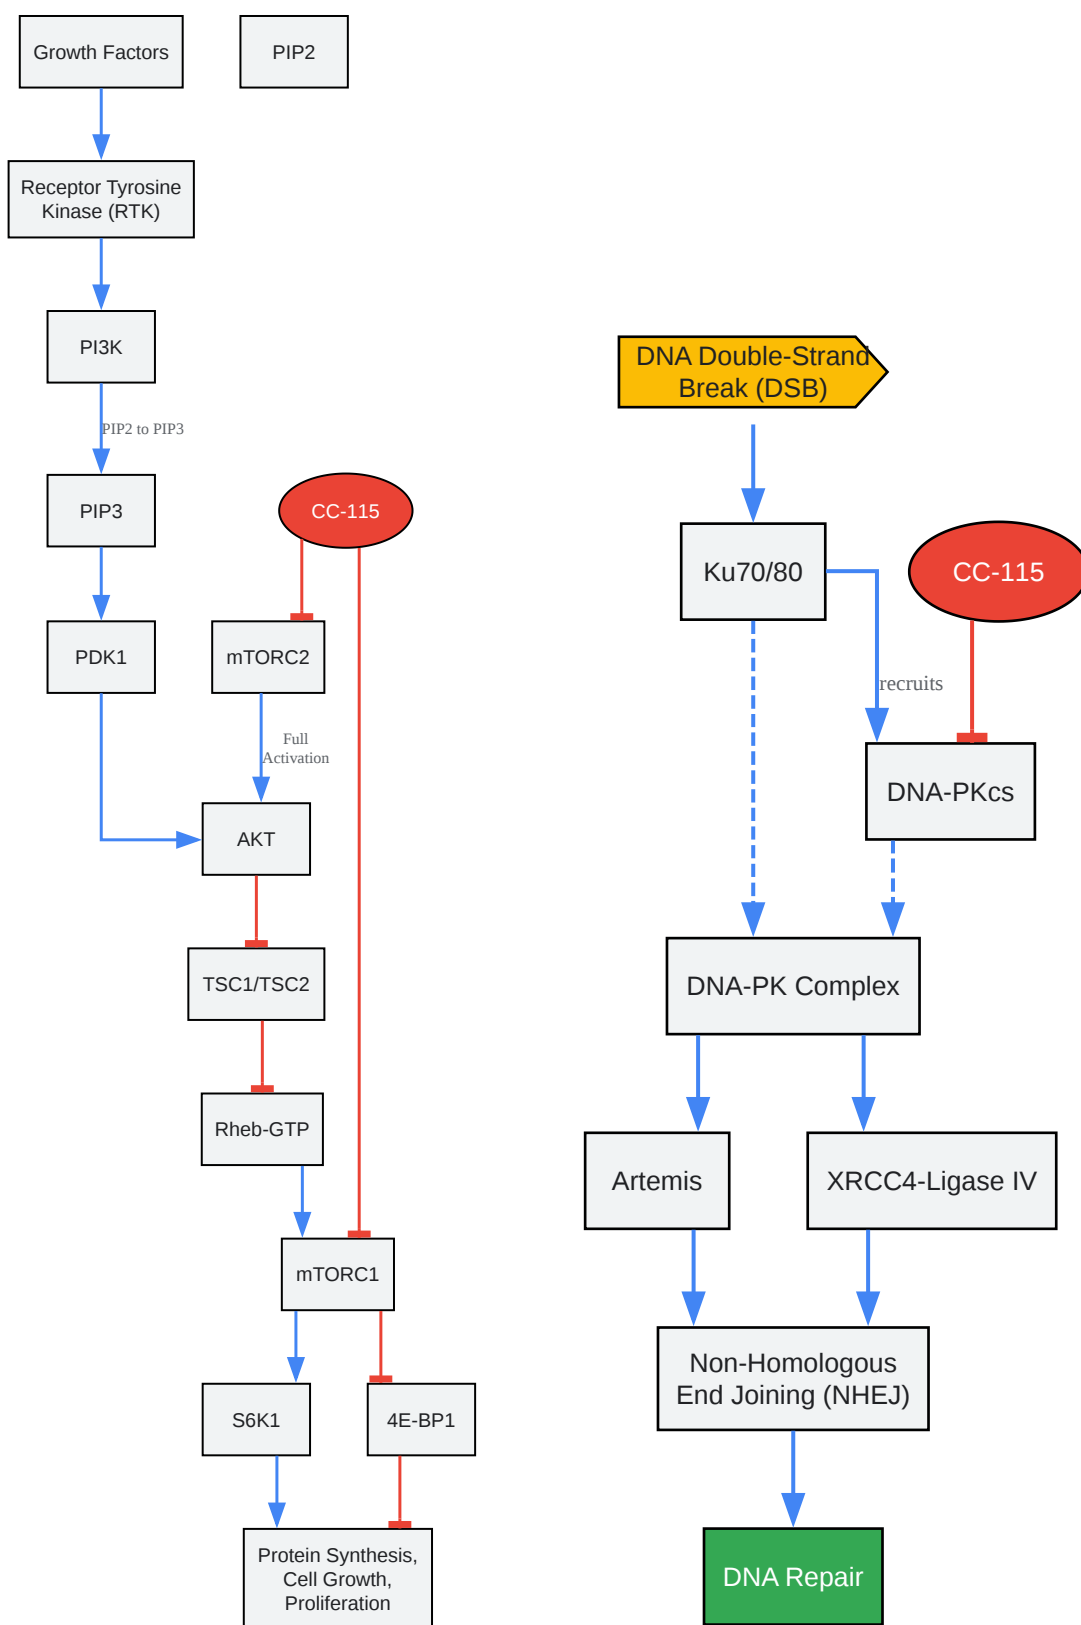 Growth Factors
PIP2
Receptor Tyrosine
Kinase (RTK)
PI3K
PIP2 to PIP3
PIP3
CC-115
PDK1
mTORC2
Full
Activation
AKT
TSC1/TSC2
Rheb-GTP
mTORC1
S6K1
4E-BP1
Protein Synthesis,
Cell Growth,
Proliferation
DNA Double-Strand
Break (DSB)
Ku70/80
CC-115
recruits
DNA-PKcs
DNA-PK Complex
Artemis
XRCC4-Ligase IV
Non-Homologous
End Joining (NHEJ)
DNA Repair